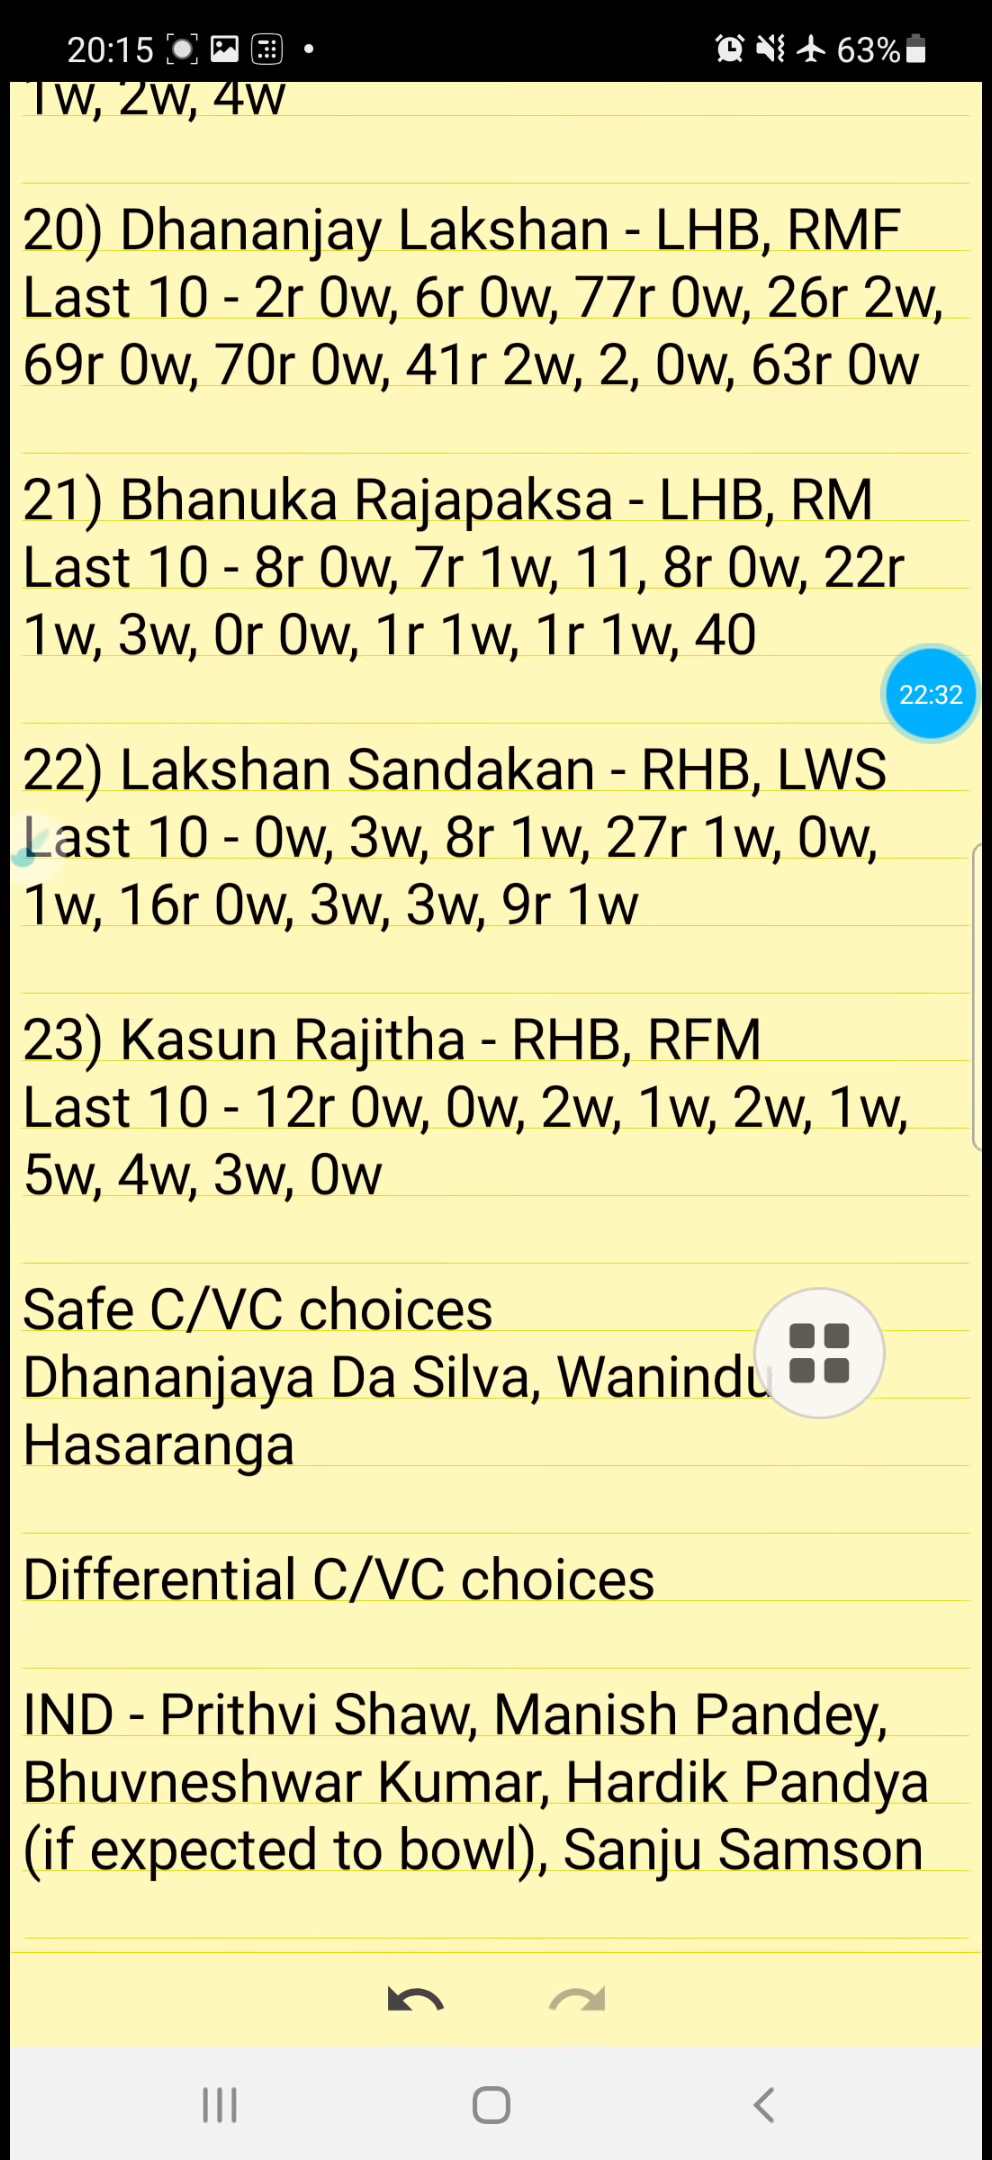 20:15
63%
1w, 2w, 4w
20) Dhananjay Lakshan - LHB, RMF
Last 10 - 2r 0w, 6r 0w, 77r 0w, 26r 2w,
69r 0w, 70r 0w, 41r 2w, 2, 0w, 63r 0w
21) Bhanuka Rajapaksa - LHB, RM
Last 10 - 8r 0w, 7r 1w, 11, 8r 0w, 22r
1w, 3w, 0r 0w, 1r 1w, 1r 1w, 40
22:32
22) Lakshan Sandakan - RHB, LWS
Last 10 - 0w, 3w, 8r 1w, 27r 1w, 0w,
1w, 16r 0w, 3w, 3w, 9r 1w
23) Kasun Rajitha - RHB, RFM
Last 10 - 12r 0w, 0w, 2w, 1w, 2w, 1w,
5w, 4w, 3w, 0w
Safe C/VC choices
Dhananjaya Da Silva, Wanindu
Hasaranga
Differential C/VC choices
IND - Prithvi Shaw, Manish Pandey,
Bhuvneshwar Kumar, Hardik Pandya
(if expected to bowl), Sanju Samson